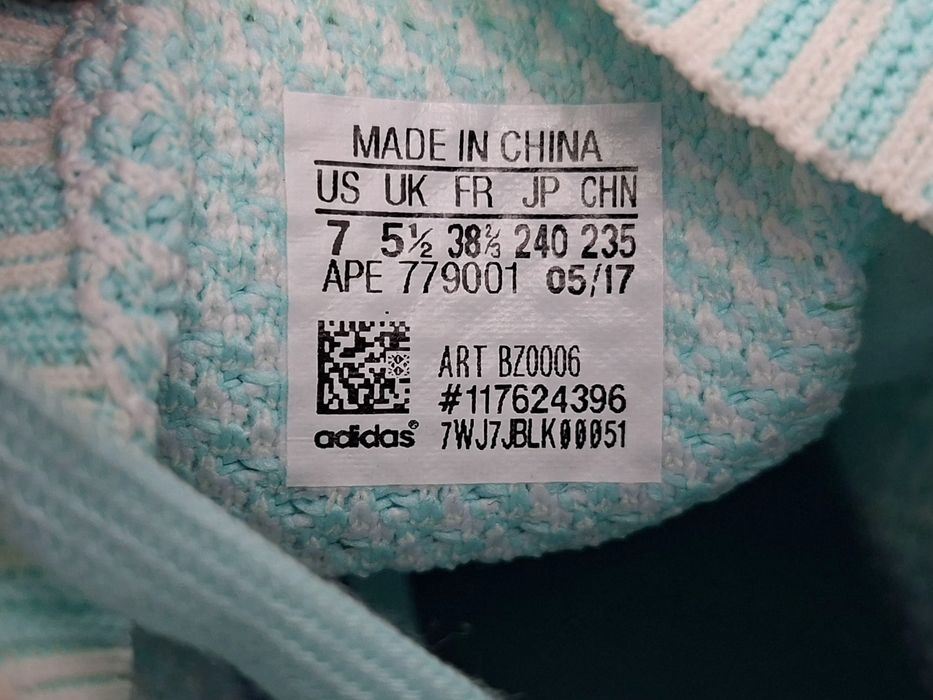 MADE IN CHINA
US UK FR JP CHN
7 5½ 38⅔ 240 235
APE 779001 05/17
ART BZ0006
#117624396
adidas® 7WJ7JBLK00051